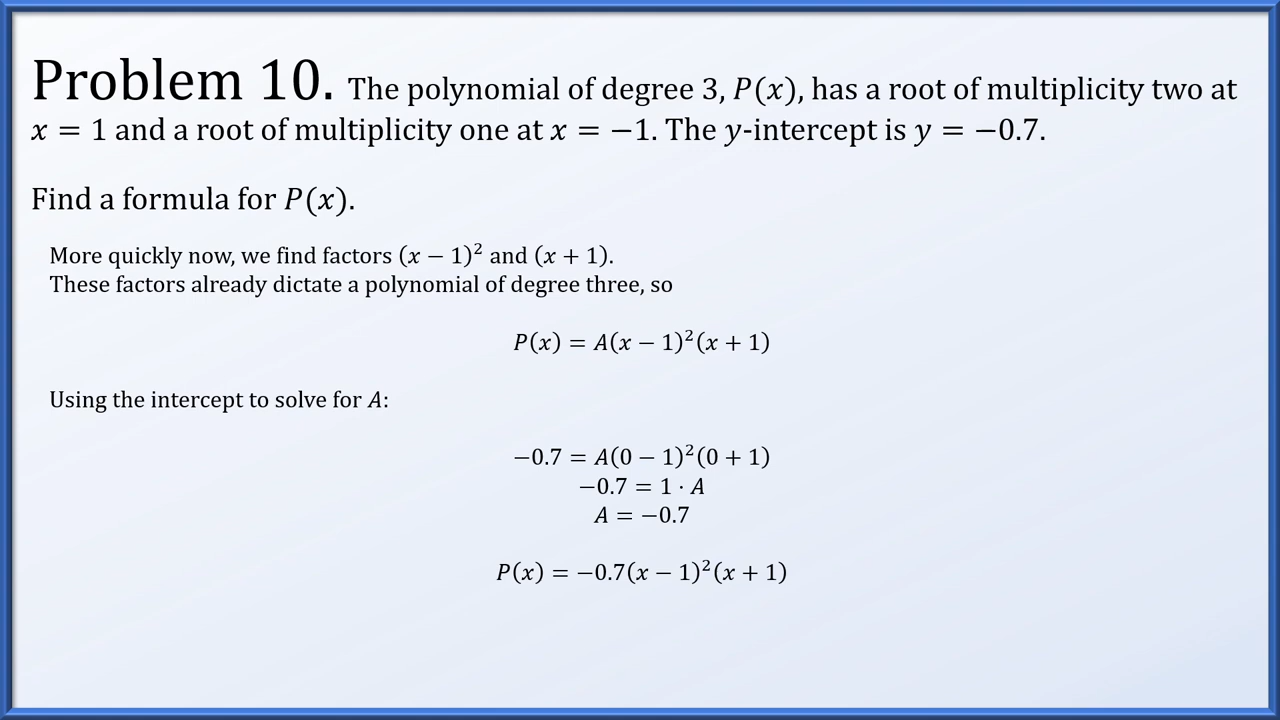 Problem 10. The polynomial of degree 3, P(x), has a root of multiplicity two at
x = 1 and a root of multiplicity one at x = −1. The y-intercept is y = −0.7.
Find a formula for P(x).
More quickly now, we find factors (x − 1)² and (x + 1).
These factors already dictate a polynomial of degree three, so
P(x) = A(x − 1)²(x + 1)
Using the intercept to solve for A:
−0.7 = A(0 − 1)²(0 + 1)
−0.7 = 1 · A
A = −0.7
P(x) = −0.7(x − 1)²(x + 1)